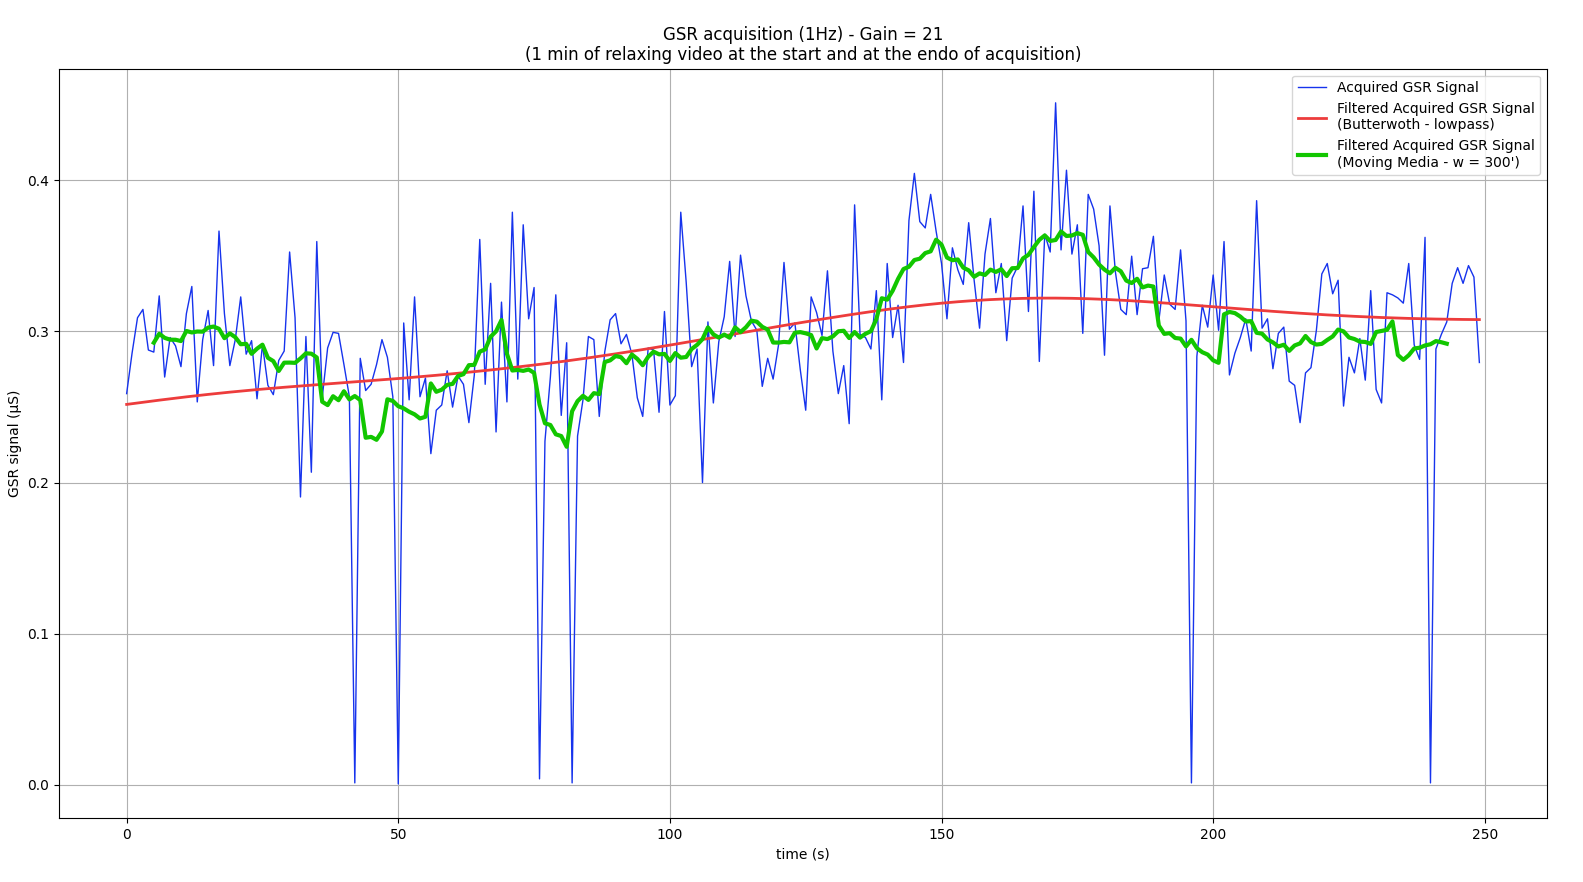 GSR acquisition (1Hz) - Gain = 21
(1 min of relaxing video at the start and at the endo of acquisition)
Acquired GSR Signal
Filtered Acquired GSR Signal
(Butterwoth - lowpass)
Filtered Acquired GSR Signal
(Moving Media - w = 300')
GSR signal (μS)
0.4
0.3
0.2
0.1
0.0
0
50
100
150
200
250
time (s)